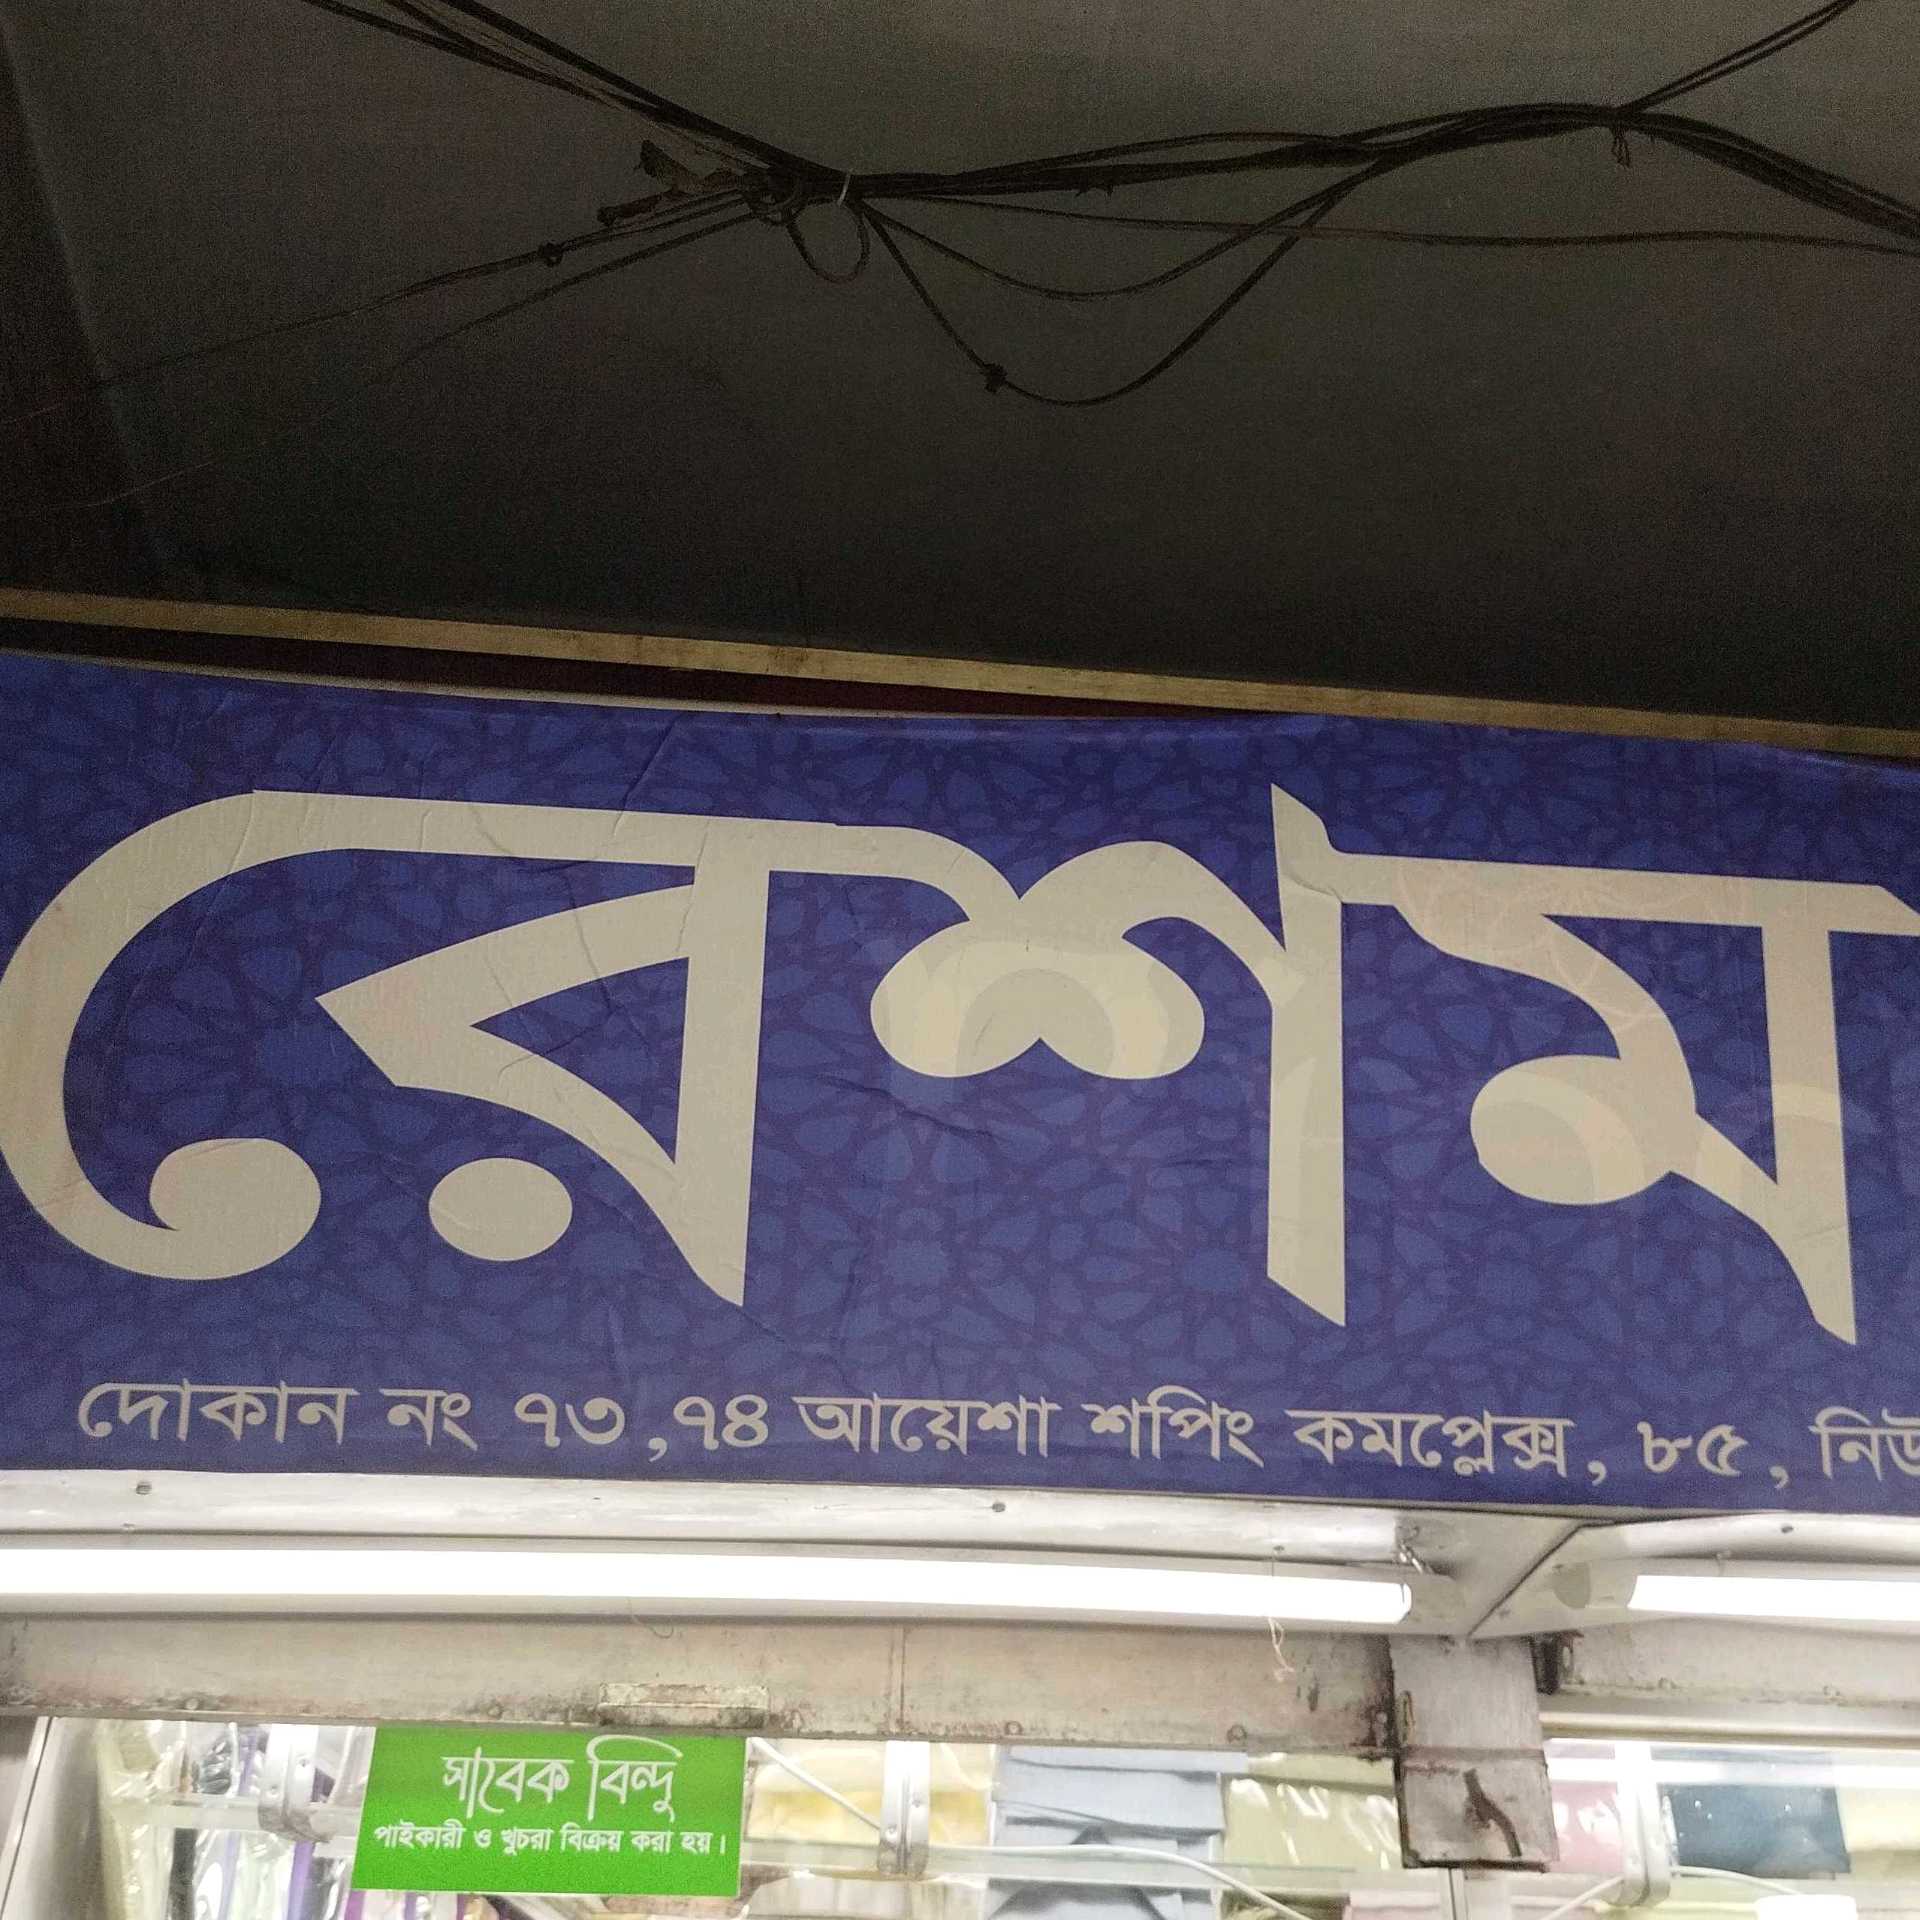 রেশম
দোকান নং ৭৩ ,৭৪ আয়েশা শপিং কমপ্লেক্স, ৮৫, নিউ
সাবেক বিন্দু
পাইকারী ও খুচরা বিক্রয় করা হয়।